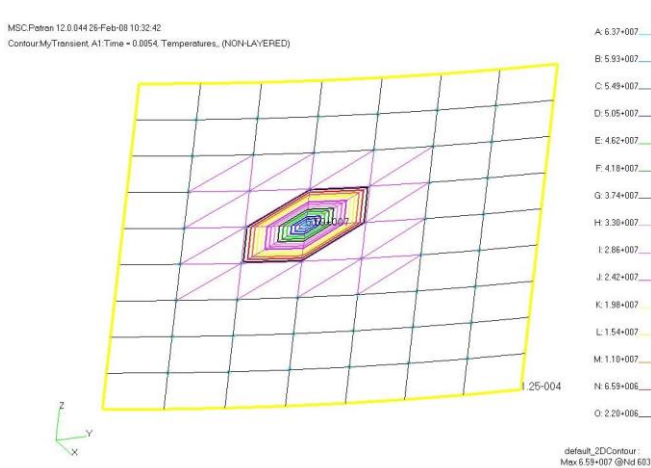 MSC.Patran 12.0.044 26-Feb-08 10:32:42
Contour:MyTransient, A1:Time = 0.0054, Temperatures,, (NON-LAYERED)
A: 6.37+007
B: 5.93+007
C: 5.49+007
D: 5.05+007
E: 4.62+007
F: 4.18+007
G: 3.74+007
H: 3.30+007
I: 2.86+007
J: 2.42+007
K: 1.98+007
L: 1.54+007
M: 1.10+007
N: 6.59+006
O: 2.20+006
1.25-004
Z
Y
X
default_2DContour :
Max 6.59+007 @Nd 603